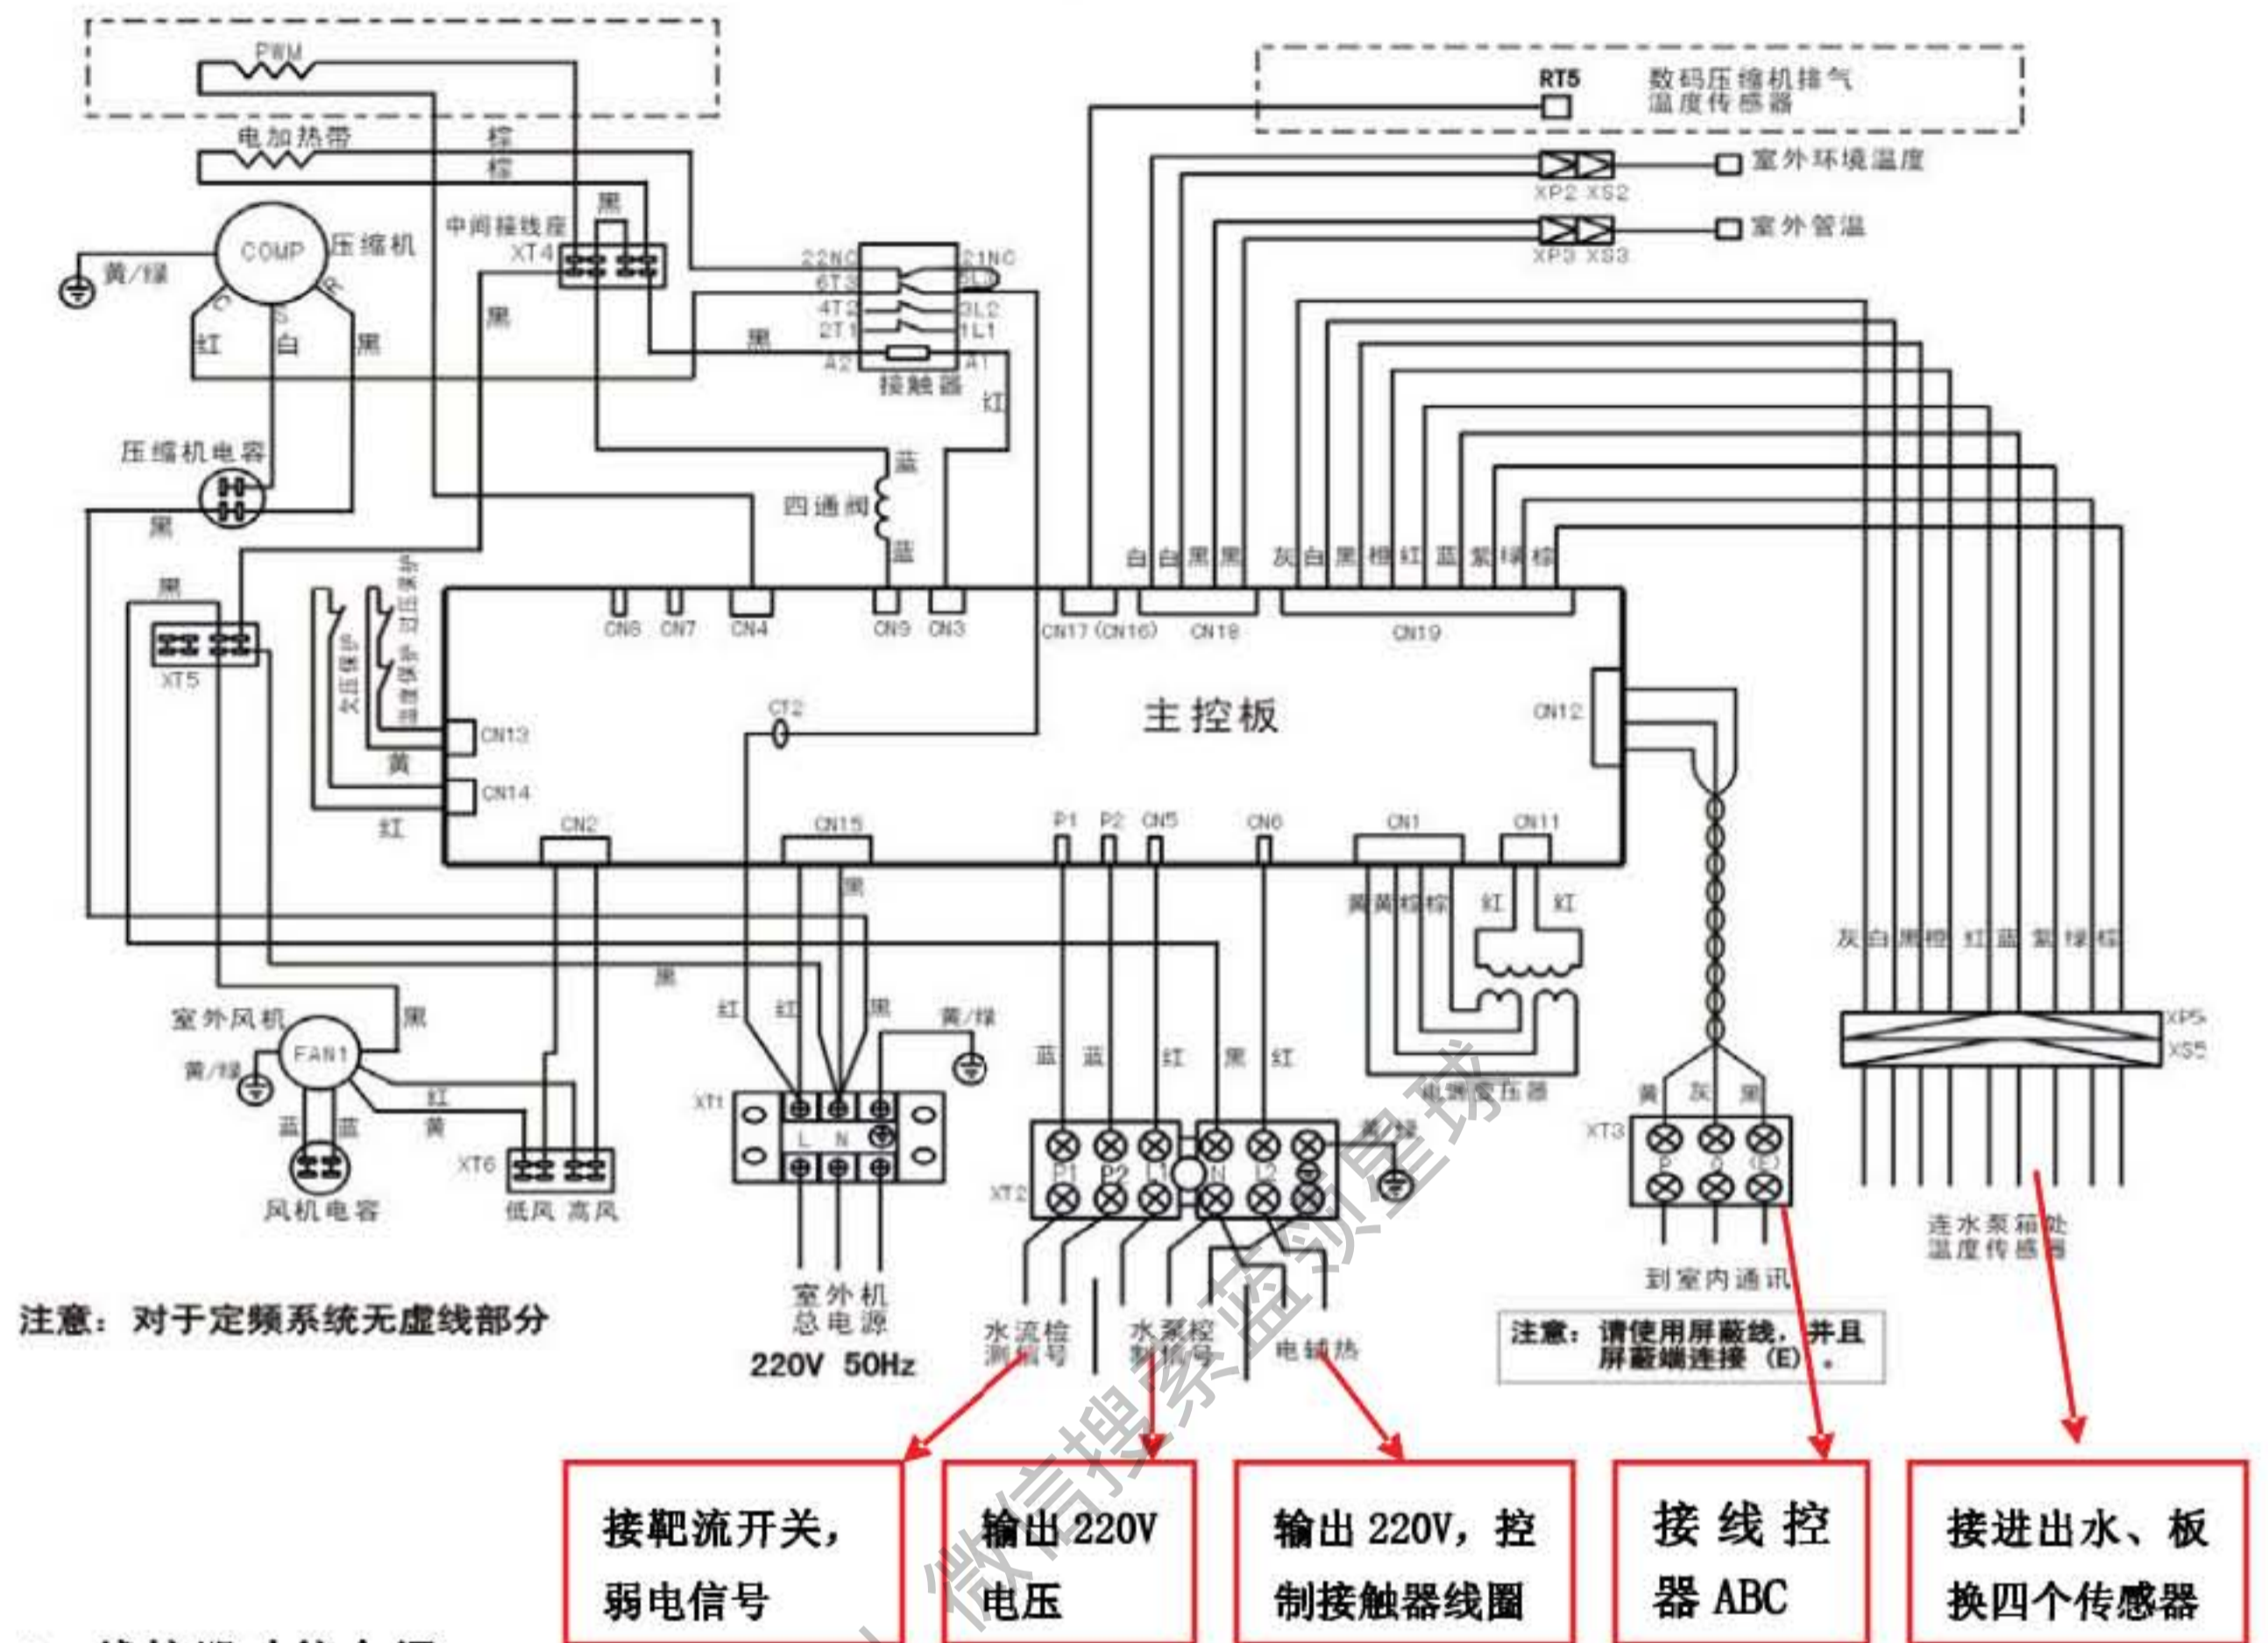 PWM
RT5 数码压缩机排气
温度传感器
电加热带
棕
棕
室外环境温度
XP2 XS2
黑
中间接线座
XT4
COMP
压缩机
黄/绿
C
S
R
红
白
黑
黑
22NC
21NC
6T3
5L3
4T2
3L2
2T1
1L1
黑
A2
A1
接触器
红
室外管温
XP3 XS3
压缩机电容
黑
蓝
四通阀
蓝
白 白 黑 黑
灰 白 黑 橙 红 蓝 紫 绿 棕
黑
XT5
欠压保护
温度保护 过压保护
CN8 CN7 CN4 CN9 CN3 CN17(CN16) CN18 CN19
CT2
主控板
CN12
CN13
黄
CN14
红
CN2
CN15
P1 P2 CN5 CN6 CN1 CN11
黑
黄 黄 棕 棕
红 红
灰 白 黑 橙 红 蓝 紫 绿 棕
黑
室外风机
FAN1
黑
黄/绿
红
黄
蓝 蓝
风机电容
XT6
低风 高风
红 红 黑
黄/绿
XT1
L N
室外机
总电源
220V 50Hz
蓝 蓝 红 黑 红
电源变压器
黄/绿
P1 P2 L1 N L2
XT2
水流检
测信号
水泵控
制信号
电辅热
黄 灰 黑
XT3
P Q (E)
到室内通讯
XP5
XS5
连水泵箱处
温度传感器
注意：对于定频系统无虚线部分
注意：请使用屏蔽线，并且
屏蔽端连接（E）。
接靶流开关，
弱电信号
输出 220V
电压
输出 220V，控
制接触器线圈
接线控
器 ABC
接进出水、板
换四个传感器
微信搜索蓝领星球